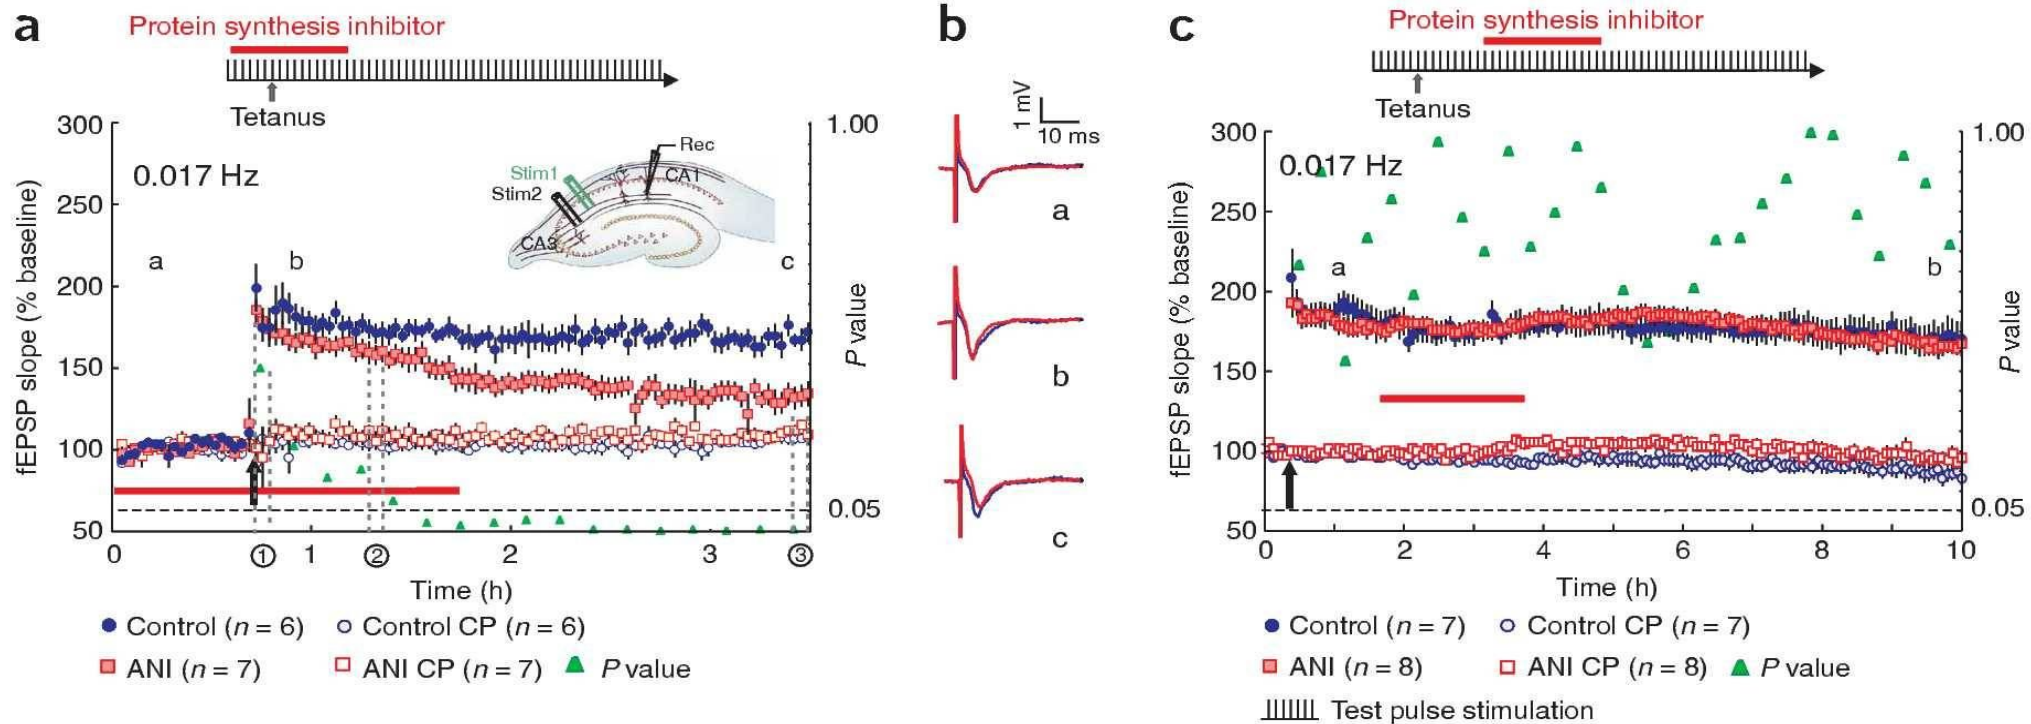 a
Protein synthesis inhibitor
Tetanus
300
250
200
150
100
50
fEPSP slope (% baseline)
0.017 Hz
a
b
c
Stim1
Stim2
Rec
CA1
CA3
1.00
0.05
P value
0
①
1
②
2
3
③
Time (h)
Control (n = 6)
Control CP (n = 6)
ANI (n = 7)
ANI CP (n = 7)
P value
b
1 mV
10 ms
a
b
c
c
Protein synthesis inhibitor
Tetanus
300
250
200
150
100
50
fEPSP slope (% baseline)
0.017 Hz
a
b
1.00
0.05
P value
0
2
4
6
8
10
Time (h)
Control (n = 7)
Control CP (n = 7)
ANI (n = 8)
ANI CP (n = 8)
P value
Test pulse stimulation